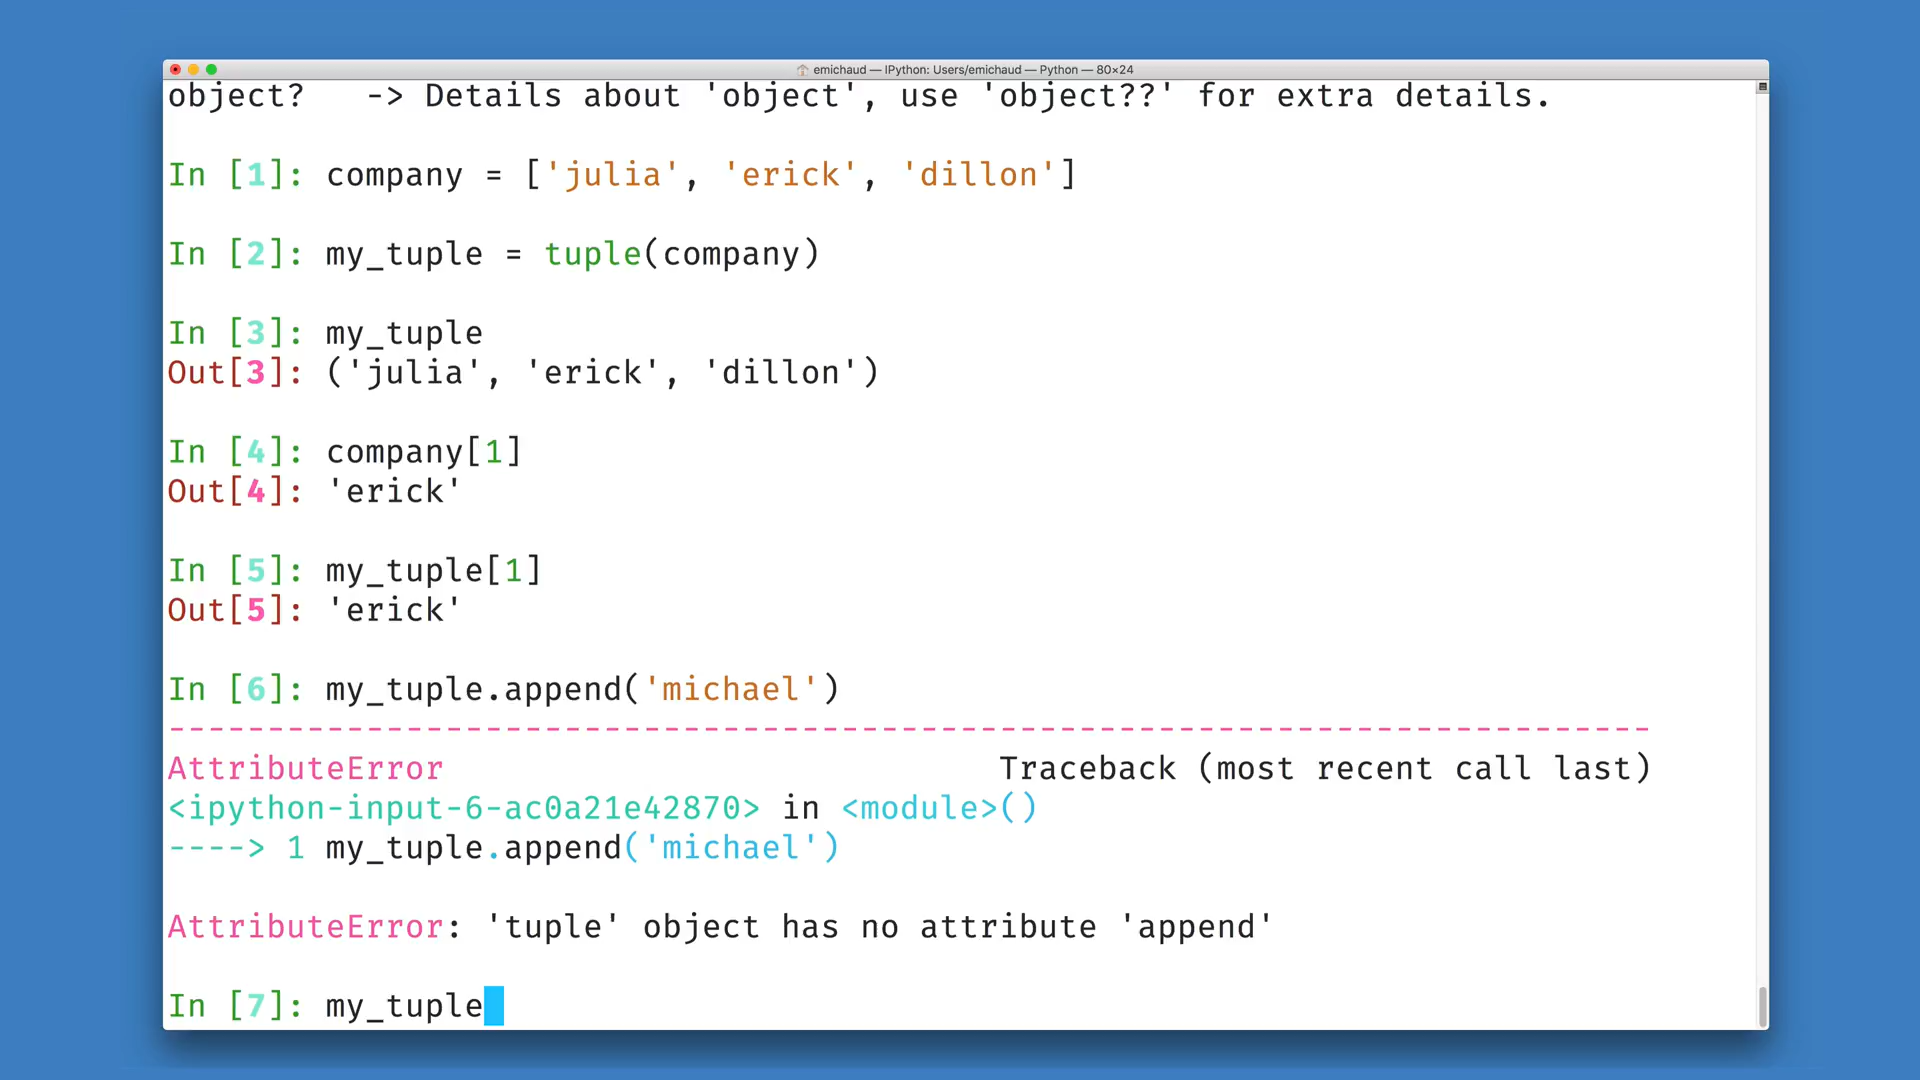 emichaud — IPython: Users/emichaud — Python — 80×24
object?   -> Details about 'object', use 'object??' for extra details.
In [1]: company = ['julia', 'erick', 'dillon']
In [2]: my_tuple = tuple(company)
In [3]: my_tuple
Out[3]: ('julia', 'erick', 'dillon')
In [4]: company[1]
Out[4]: 'erick'
In [5]: my_tuple[1]
Out[5]: 'erick'
In [6]: my_tuple.append('michael')
---------------------------------------------------------------------------
AttributeError                            Traceback (most recent call last)
<ipython-input-6-ac0a21e42870> in <module>()
----> 1 my_tuple.append('michael')
AttributeError: 'tuple' object has no attribute 'append'
In [7]: my_tuple